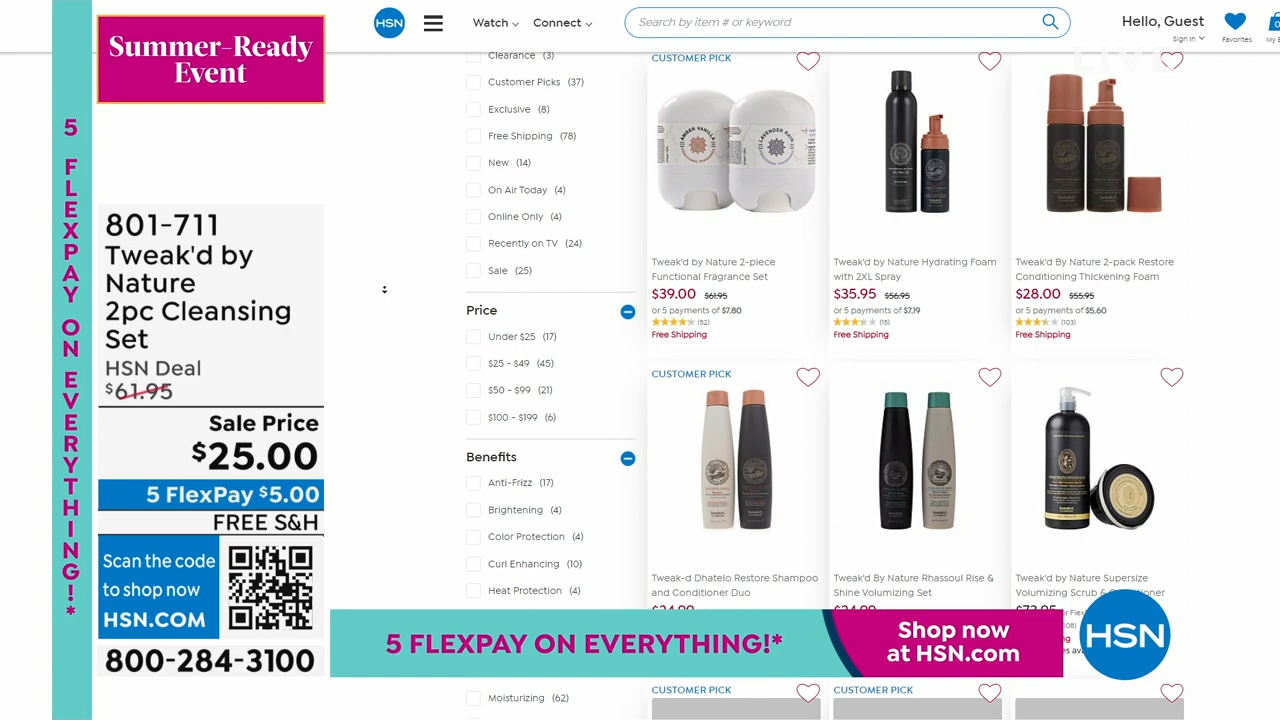 Summer-Ready
Event
5 FLEXPAY ON EVERYTHING!*
801-711
Tweak'd by
Nature
2pc Cleansing
Set
HSN Deal
$61.95
Sale Price
$25.00
5 FlexPay $5.00
FREE S&H
Scan the code
to shop now
HSN.COM
800-284-3100
HSN
Watch
Connect
Search by item # or keyword
Hello, Guest
Sign In
Favorites
0
LIVE
Clearance (3)
Customer Picks (37)
Exclusive (8)
Free Shipping (78)
New (14)
On Air Today (4)
Online Only (4)
Recently on TV (24)
Sale (25)
Price
Under $25 (17)
$25 - $49 (45)
$50 - $99 (21)
$100 - $199 (6)
Benefits
Anti-Frizz (17)
Brightening (4)
Color Protection (4)
Curl Enhancing (10)
Heat Protection (4)
Moisturizing (62)
CUSTOMER PICK
AMBER VANILLA
LAVENDER RAIN
Tweak'd by Nature 2-piece
Functional Fragrance Set
$39.00 $61.95
or 5 payments of $7.80
(52)
Free Shipping
Tweak'd by Nature Hydrating Foam
with 2XL Spray
$35.95 $56.95
or 5 payments of $7.19
(15)
Free Shipping
Tweak'd By Nature 2-pack Restore
Conditioning Thickening Foam
$28.00 $55.95
or 5 payments of $5.60
(103)
Free Shipping
CUSTOMER PICK
Tweak-d Dhatelo Restore Shampoo
and Conditioner Duo
Tweak'd By Nature Rhassoul Rise &
Shine Volumizing Set
Tweak'd by Nature Supersize
Volumizing Scrub &
5 FLEXPAY ON EVERYTHING!*
Shop now
at HSN.com
HSN
CUSTOMER PICK
CUSTOMER PICK